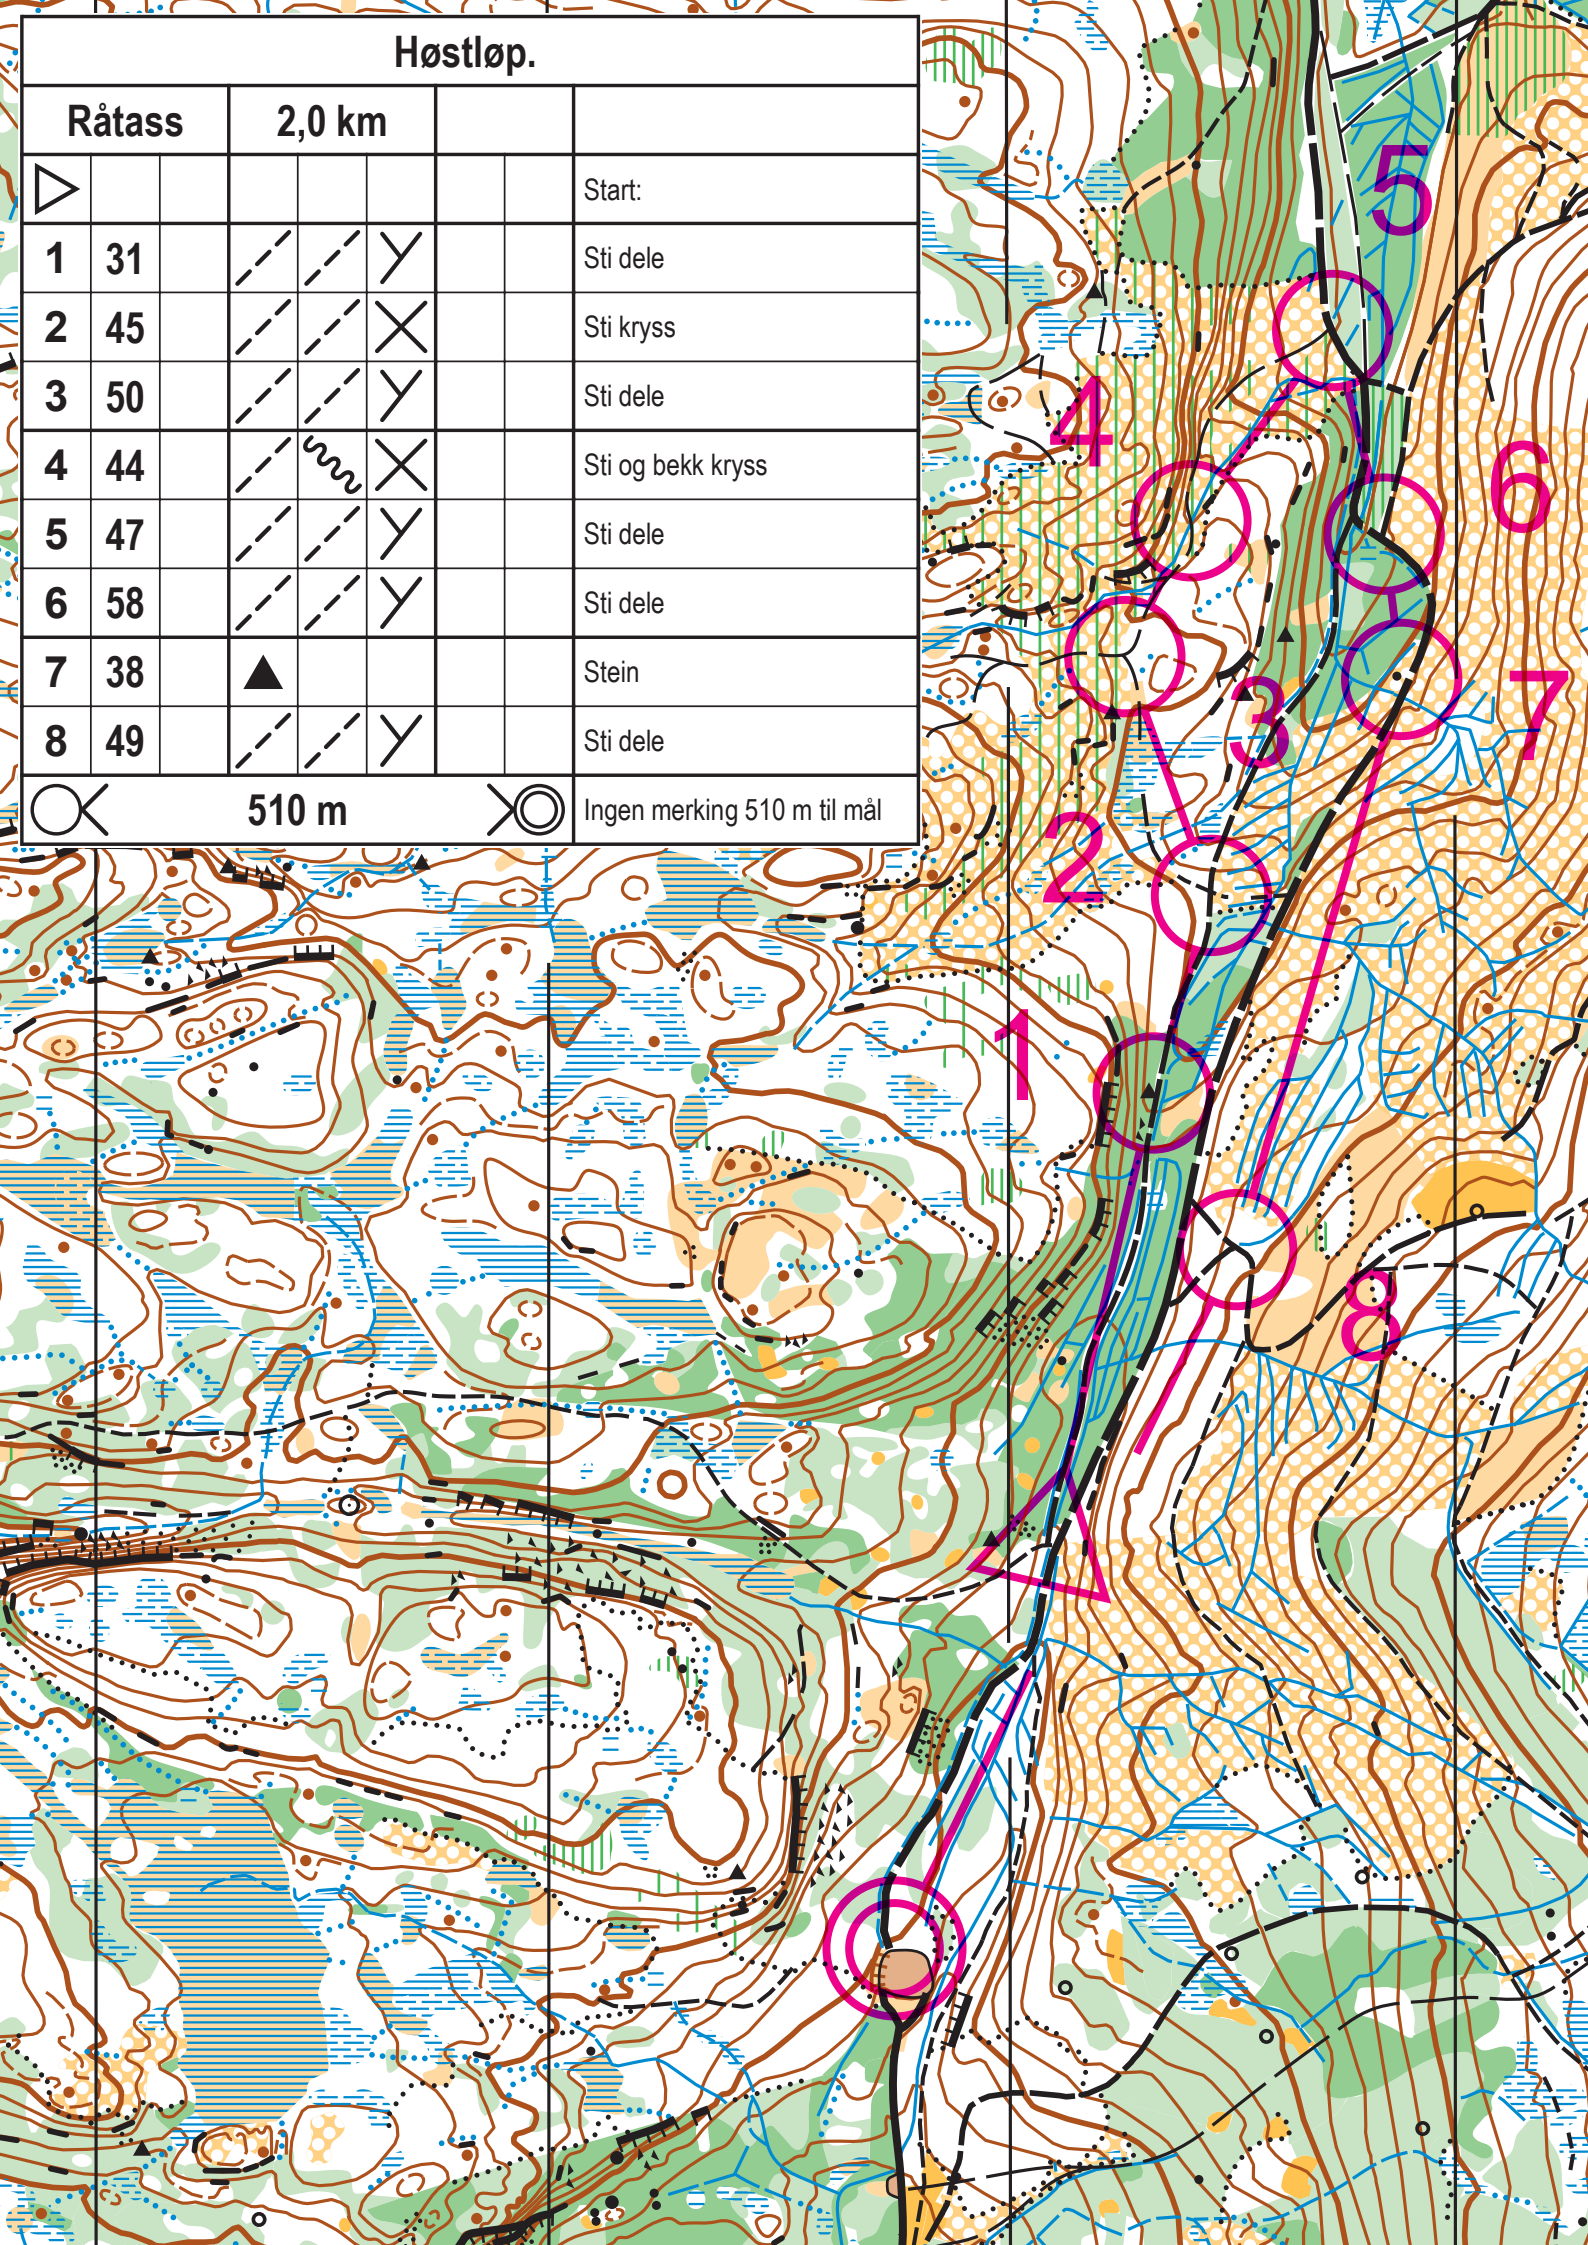 Høstløp.
Råtass 2,0 km
Start:
1 31 Sti dele
2 45 Sti kryss
3 50 Sti dele
4 44 Sti og bekk kryss
5 47 Sti dele
6 58 Sti dele
7 38 Stein
8 49 Sti dele
510 m Ingen merking 510 m til mål
5
4
6
3
7
2
1
8